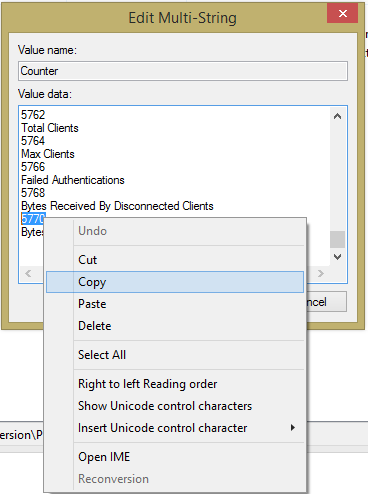 Edit Multi-String
Value name:
Counter
Value data:
5762
Total Clients
5764
Max Clients
5766
Failed Authentications
5768
Bytes Received By Disconnected Clients
5770
Bytes
Undo
Cut
Copy
Paste
Delete
Select All
Right to left Reading order
Show Unicode control characters
Insert Unicode control character
Open IME
Reconversion
ncel
ersion\P